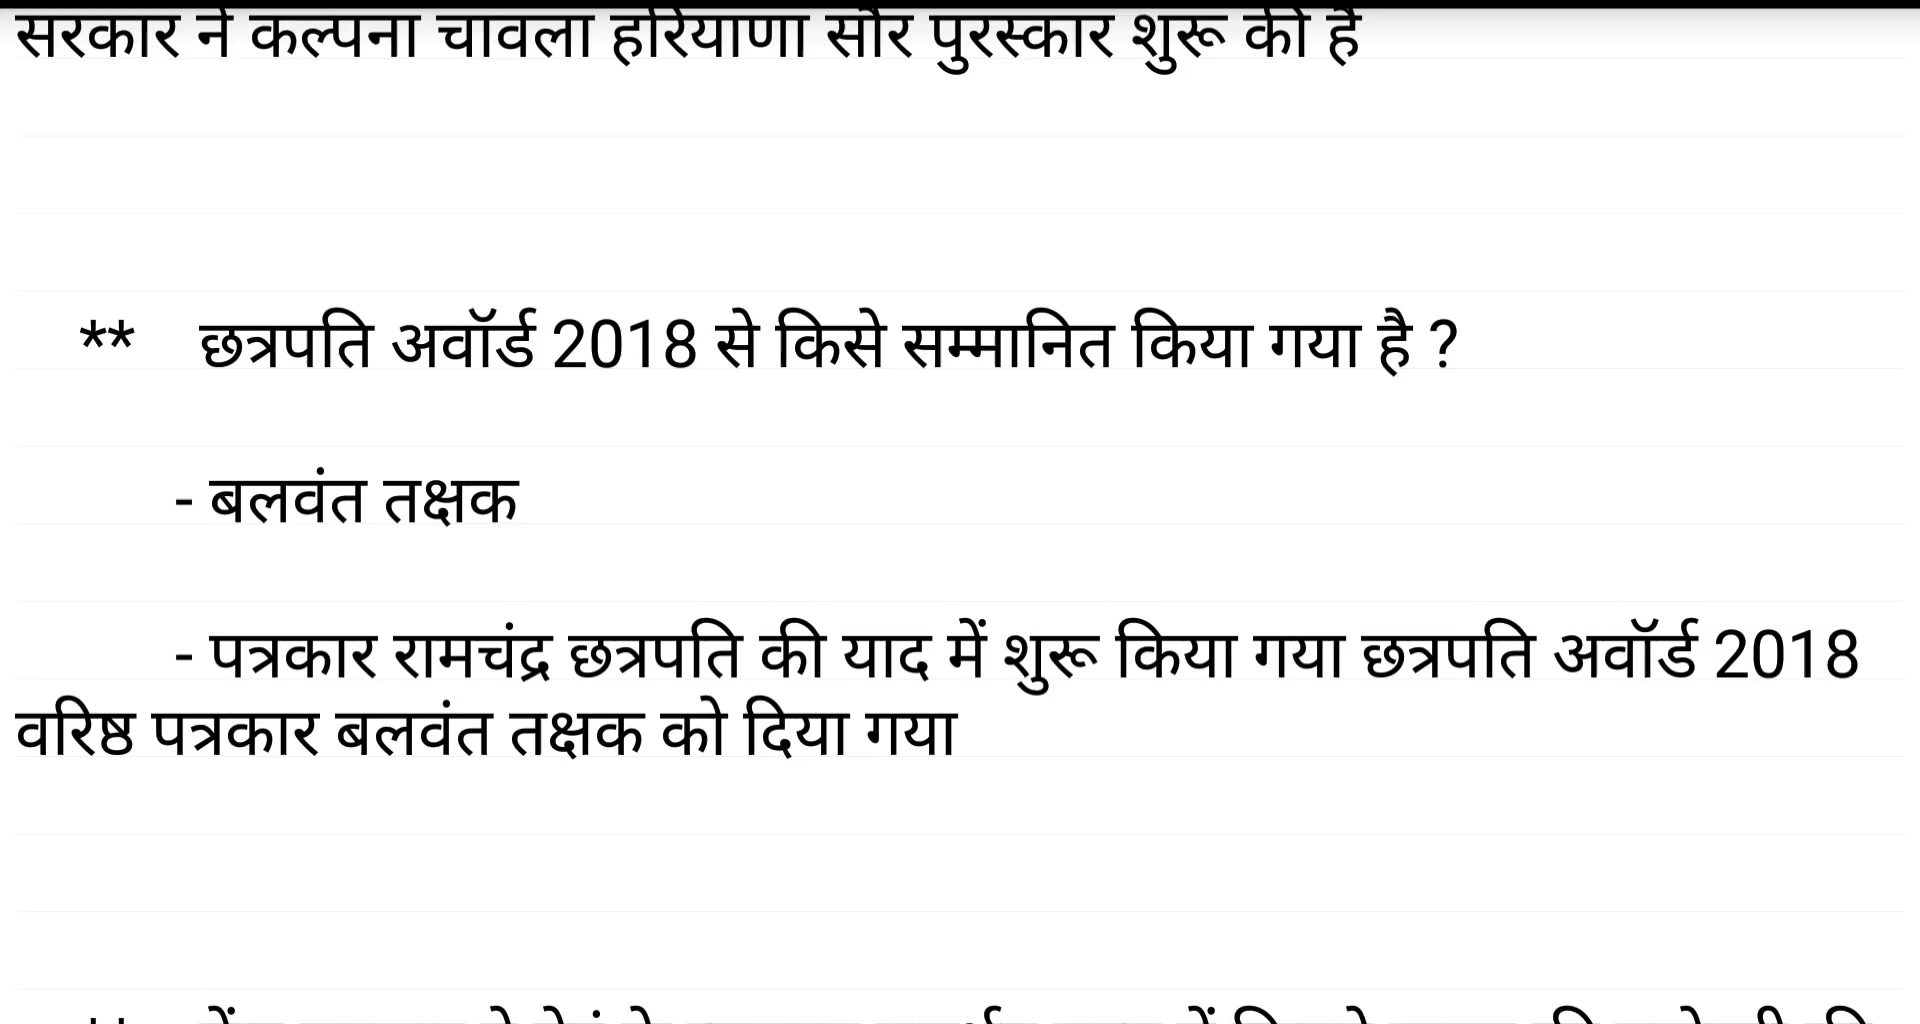 सरकार ने कल्पना चावला हरियाणा सौर पुरस्कार शुरू की है
** छत्रपति अवॉर्ड 2018 से किसे सम्मानित किया गया है ?
- बलवंत तक्षक
- पत्रकार रामचंद्र छत्रपति की याद में शुरू किया गया छत्रपति अवॉर्ड 2018
वरिष्ठ पत्रकार बलवंत तक्षक को दिया गया